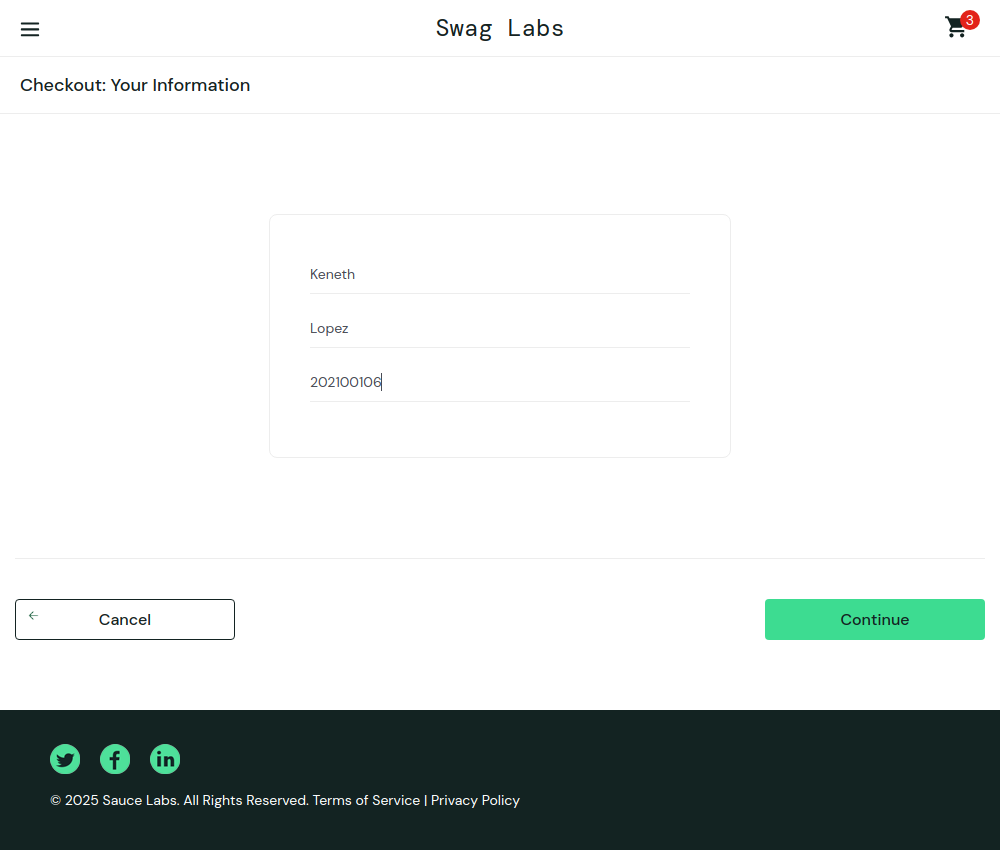 Swag Labs
3
Checkout: Your Information
Keneth
Lopez
202100106
Cancel
Continue
© 2025 Sauce Labs. All Rights Reserved. Terms of Service | Privacy Policy